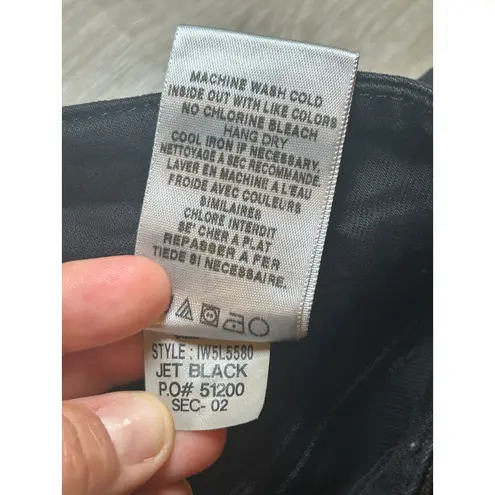 MACHINE WASH COLD
INSIDE OUT WITH LIKE COLORS
NO CHLORINE BLEACH
HANG DRY
COOL IRON IF NECESSARY.
NETTOYAGE A SEC RECOMMANDE.
LAVER EN MACHINE A L'EAU
FROIDE AVEC COULEURS
SIMILAIRES
CHLORE INTERDIT
SE' CHER A PLAT
REPASSER A FER
TIEDE SI NECESSAIRE.
STYLE : IW5L5580
JET BLACK
P.O# 51200
SEC- 02